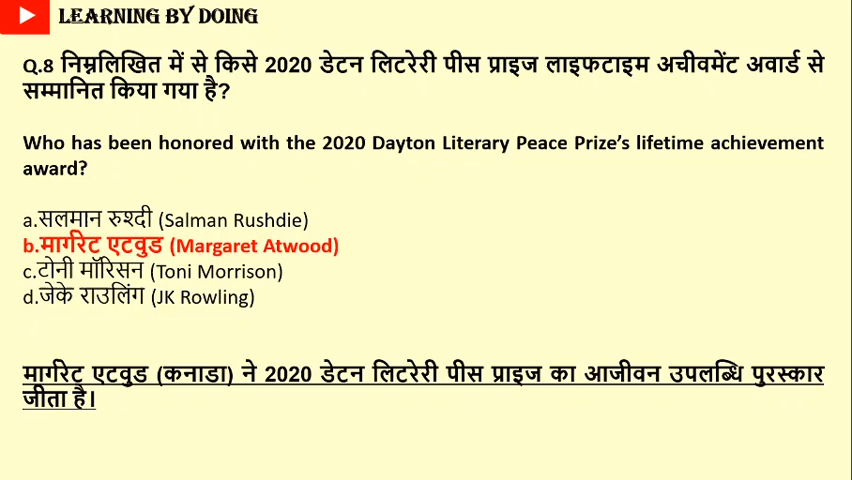 LEARNING BY DOING
Q.8 निम्नलिखित में से किसे 2020 डेटन लिटरेरी पीस प्राइज लाइफटाइम अचीवमेंट अवार्ड से
सम्मानित किया गया है?
Who has been honored with the 2020 Dayton Literary Peace Prize's lifetime achievement
award?
a.सलमान रुश्दी (Salman Rushdie)
b.मार्गरेट एटवुड (Margaret Atwood)
c.टोनी मॉरिसन (Toni Morrison)
d.जेके राउलिंग (JK Rowling)
मार्गरेट एटवुड (कनाडा) ने 2020 डेटन लिटरेरी पीस प्राइज का आजीवन उपलब्धि पुरस्कार
जीता है।